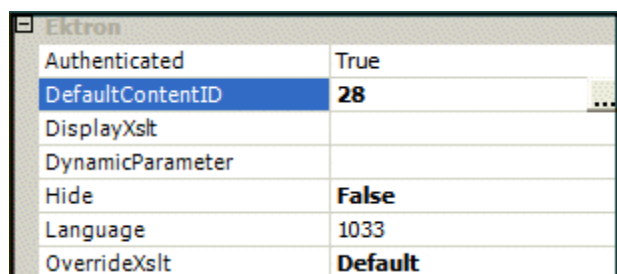 Ektron
Authenticated True
DefaultContentID 28 ...
DisplayXslt
DynamicParameter
Hide False
Language 1033
OverrideXslt Default